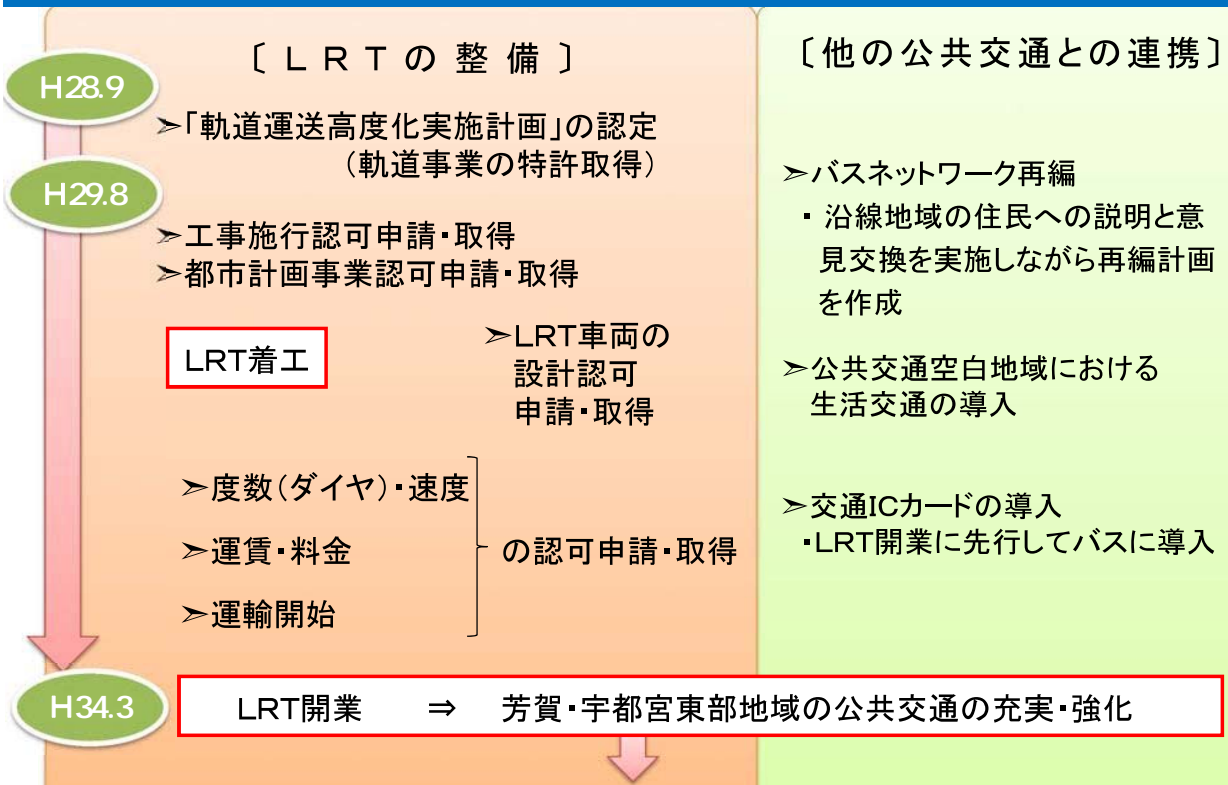 〔ＬＲＴの整備〕
H28.9
➢「軌道運送高度化実施計画」の認定
（軌道事業の特許取得）
H29.8
➢工事施行認可申請・取得
➢都市計画事業認可申請・取得
LRT着工
➢LRT車両の
設計認可
申請・取得
➢度数（ダイヤ）・速度
➢運賃・料金
➢運輸開始
の認可申請・取得
〔他の公共交通との連携〕
➢バスネットワーク再編
・沿線地域の住民への説明と意
見交換を実施しながら再編計画
を作成
➢公共交通空白地域における
生活交通の導入
➢交通ICカードの導入
・LRT開業に先行してバスに導入
H34.3
LRT開業 ⇒ 芳賀・宇都宮東部地域の公共交通の充実・強化